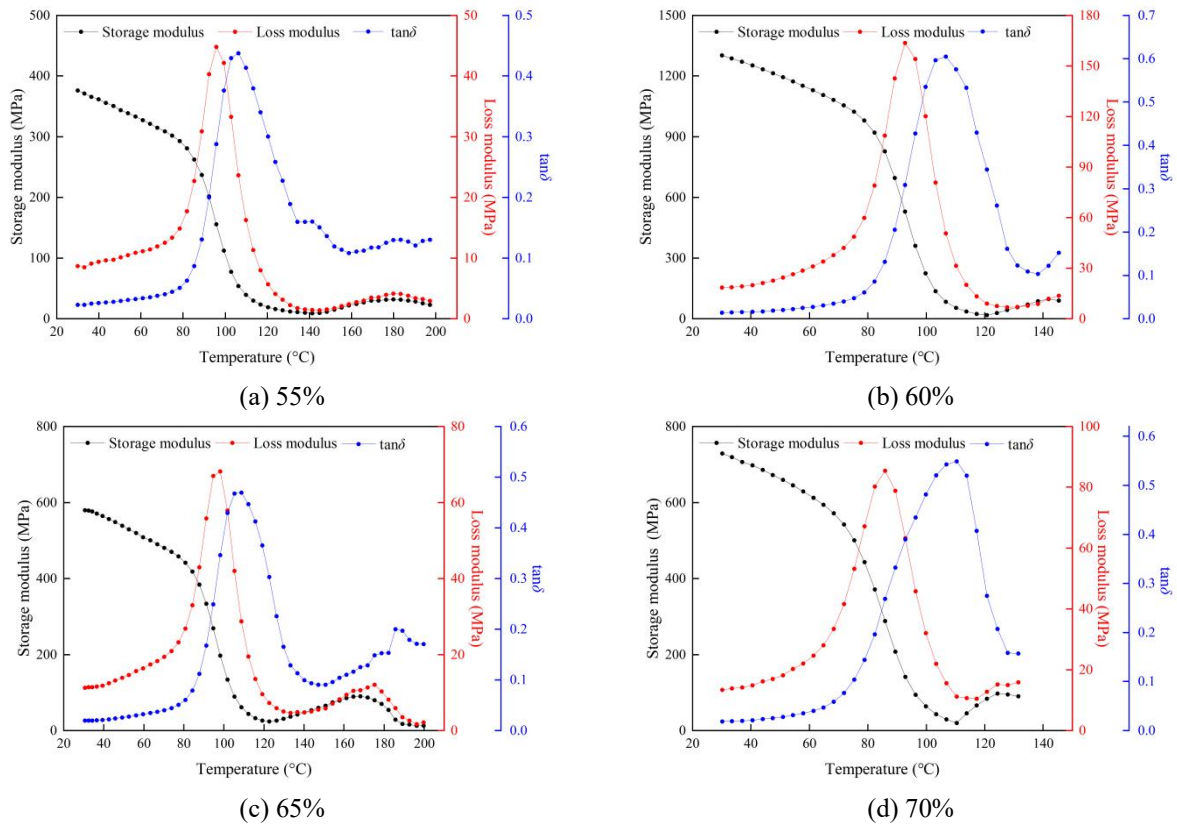 500
400
300
200
100
0
Storage modulus (MPa)
Storage modulus
Loss modulus
tanδ
50
40
30
20
10
0
Loss modulus (MPa)
0.5
0.4
0.3
0.2
0.1
0.0
tanδ
20 40 60 80 100 120 140 160 180 200
Temperature (°C)
(a) 55%
1500
1200
900
600
300
0
Storage modulus (MPa)
Storage modulus
Loss modulus
tanδ
180
150
120
90
60
30
0
Loss modulus (MPa)
0.7
0.6
0.5
0.4
0.3
0.2
0.1
0.0
tanδ
20 40 60 80 100 120 140
Temperature (°C)
(b) 60%
800
600
400
200
0
Storage modulus (MPa)
Storage modulus
Loss modulus
tanδ
80
60
40
20
0
Loss modulus (MPa)
0.6
0.5
0.4
0.3
0.2
0.1
0.0
tanδ
20 40 60 80 100 120 140 160 180 200
Temperature (°C)
(c) 65%
800
600
400
200
0
Storage modulus (MPa)
Storage modulus
Loss modulus
tanδ
100
80
60
40
20
0
Loss modulus (MPa)
0.6
0.5
0.4
0.3
0.2
0.1
0.0
tanδ
20 40 60 80 100 120 140
Temperature (°C)
(d) 70%